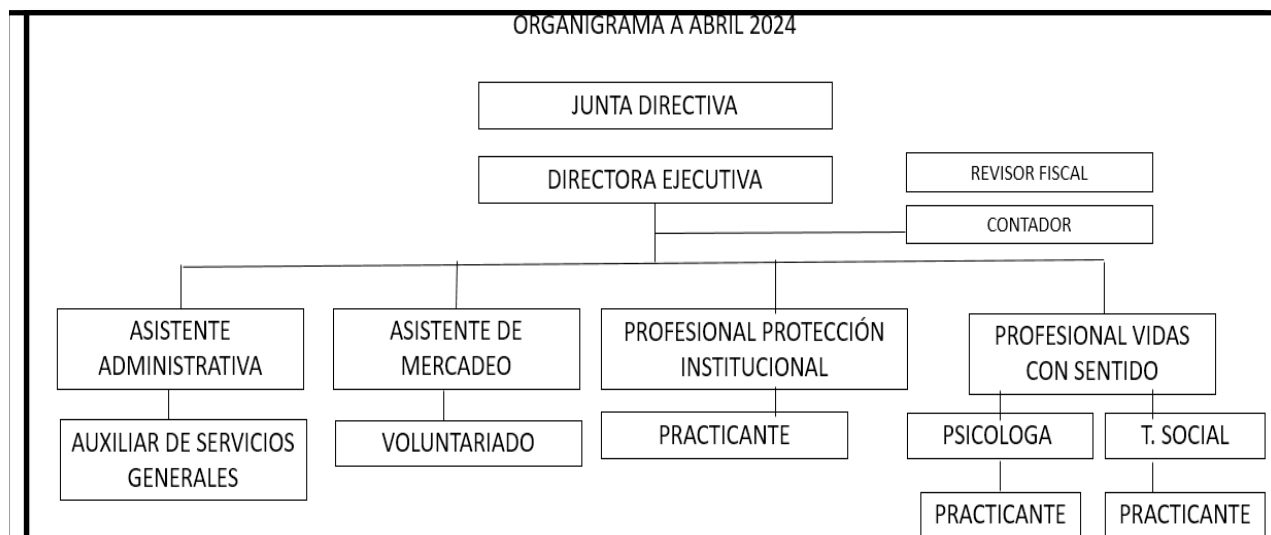 ORGANIGRAMA A ABRIL 2024
JUNTA DIRECTIVA
DIRECTORA EJECUTIVA
REVISOR FISCAL
CONTADOR
ASISTENTE
ADMINISTRATIVA
ASISTENTE DE
MERCADEO
PROFESIONAL PROTECCIÓN
INSTITUCIONAL
PROFESIONAL VIDAS
CON SENTIDO
AUXILIAR DE SERVICIOS
GENERALES
VOLUNTARIADO
PRACTICANTE
PSICOLOGA
T. SOCIAL
PRACTICANTE
PRACTICANTE